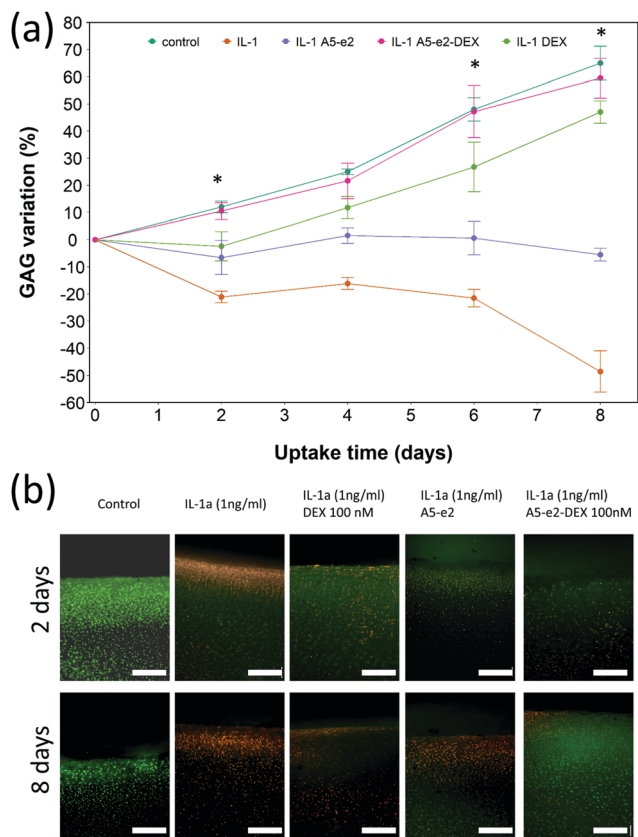 (a)
80
70
60
50
40
30
20
10
0
-10
-20
-30
-40
-50
-60
GAG variation (%)
control IL-1 IL-1 A5-e2 IL-1 A5-e2-DEX IL-1 DEX
*
*
*
0 1 2 3 4 5 6 7 8
Uptake time (days)
(b)
Control
IL-1a (1ng/ml)
IL-1a (1ng/ml)
DEX 100 nM
IL-1a (1ng/ml)
A5-e2
IL-1a (1ng/ml)
A5-e2-DEX 100nM
2 days
8 days